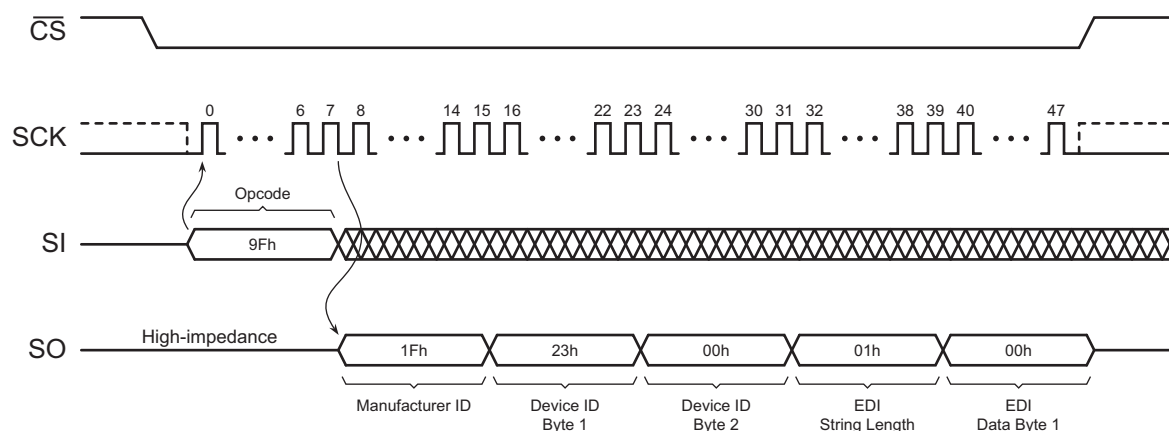 CS
0 6 7 8 14 15 16 22 23 24 30 31 32 38 39 40 47
SCK
Opcode
SI
9Fh
High-impedance
SO
1Fh 23h 00h 01h 00h
Manufacturer ID
Device ID
Byte 1
Device ID
Byte 2
EDI
String Length
EDI
Data Byte 1